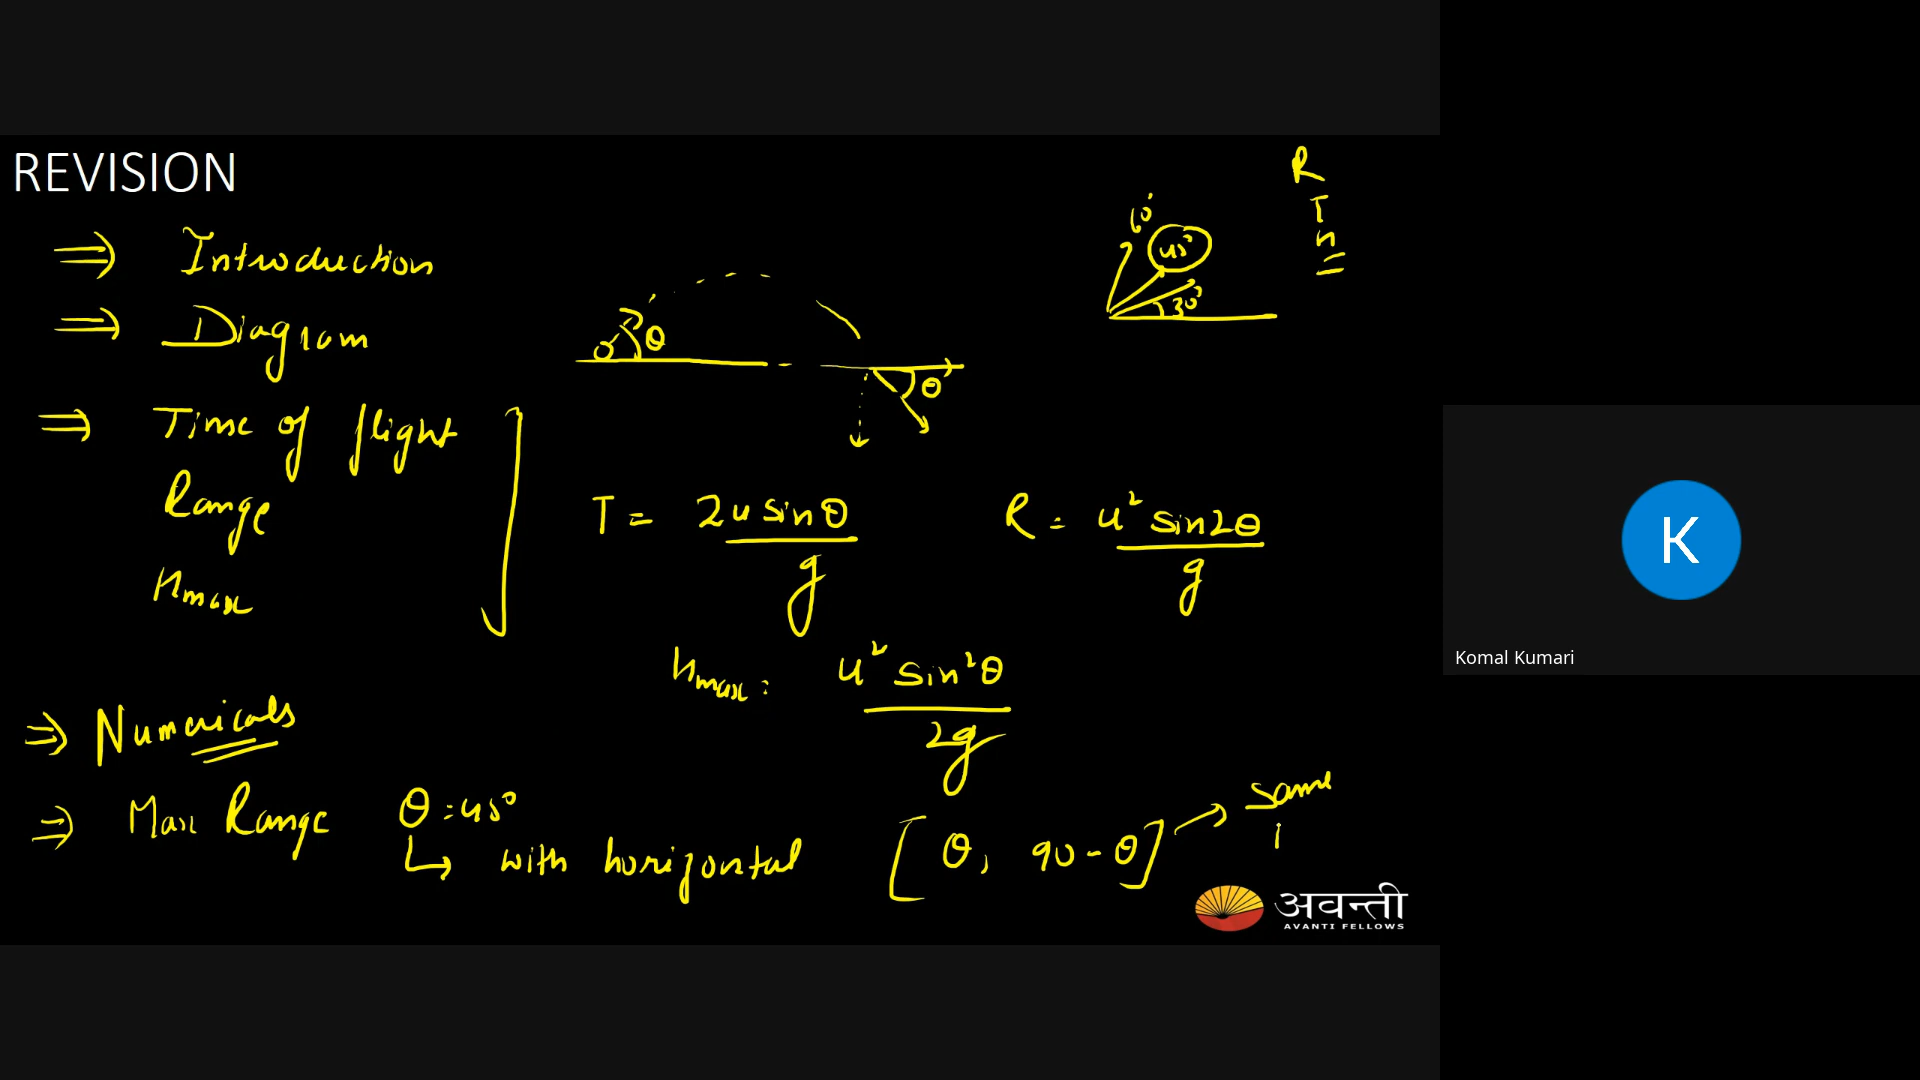 REVISION
⇒ Introduction
⇒ Diagram
θ
θ
60°
45°
30°
R
T
H
⇒ Time of flight
Range
Hmax
T = 2u sinθ / g
R = u² sin2θ / g
Hmax = u² sin²θ / 2g
⇒ Numericals
⇒ Max Range θ = 45°
↳ with horizontal
[θ, 90 - θ] → same
अवन्ती
AVANTI FELLOWS
K
Komal Kumari